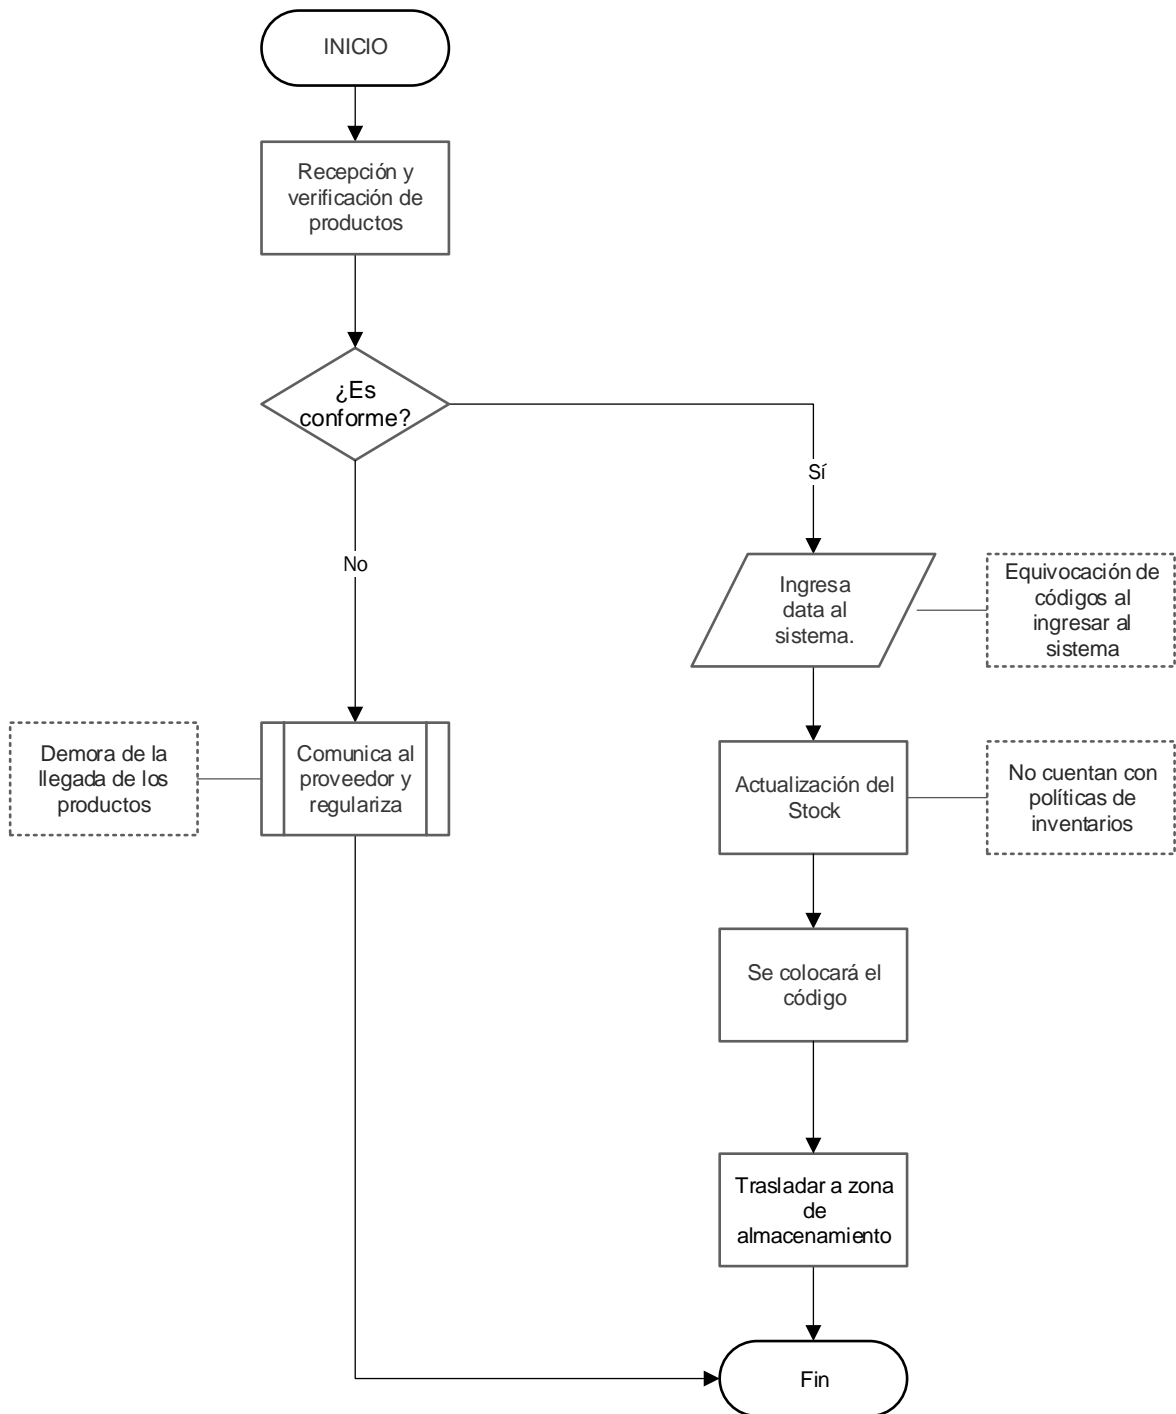 INICIO
Recepción y
verificación de
productos
¿Es
conforme?
Sí
No
Ingresa
data al
sistema.
Equivocación de
códigos al
ingresar al
sistema
Demora de la
llegada de los
productos
Comunica al
proveedor y
regulariza
Actualización del
Stock
No cuentan con
políticas de
inventarios
Se colocará el
código
Trasladar a zona
de
almacenamiento
Fin